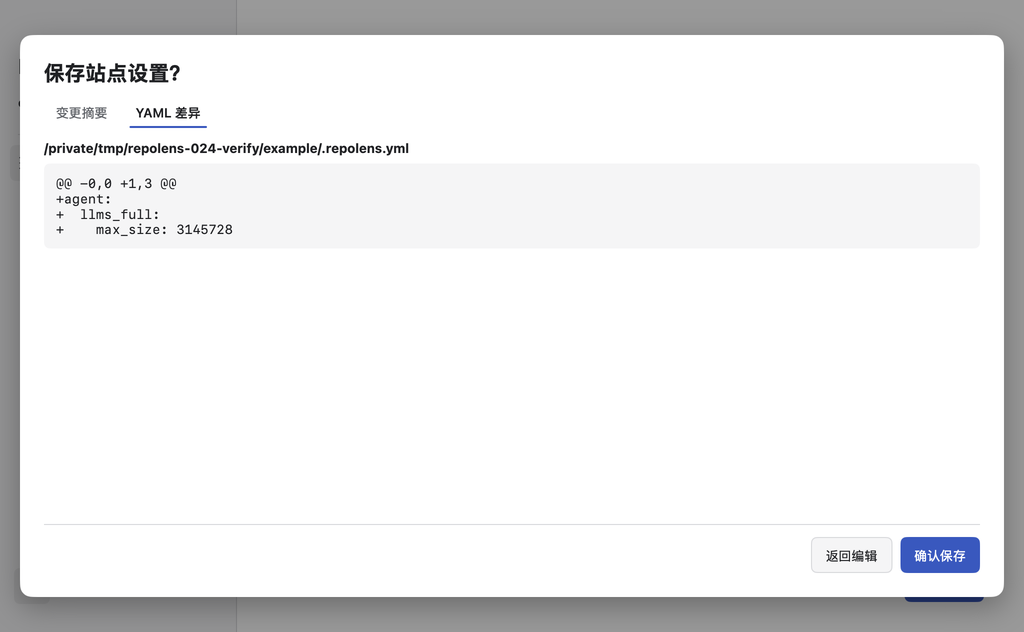 保存站点设置?
变更摘要
YAML 差异
/private/tmp/repolens-024-verify/example/.repolens.yml
@@ −0,0 +1,3 @@
+agent:
+  llms_full:
+    max_size: 3145728
返回编辑
确认保存